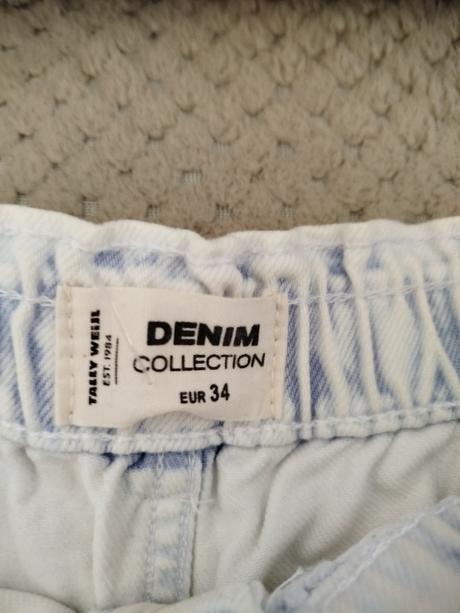 TALLY WEiJL
EST. 1984
DENIM
COLLECTION
EUR 34